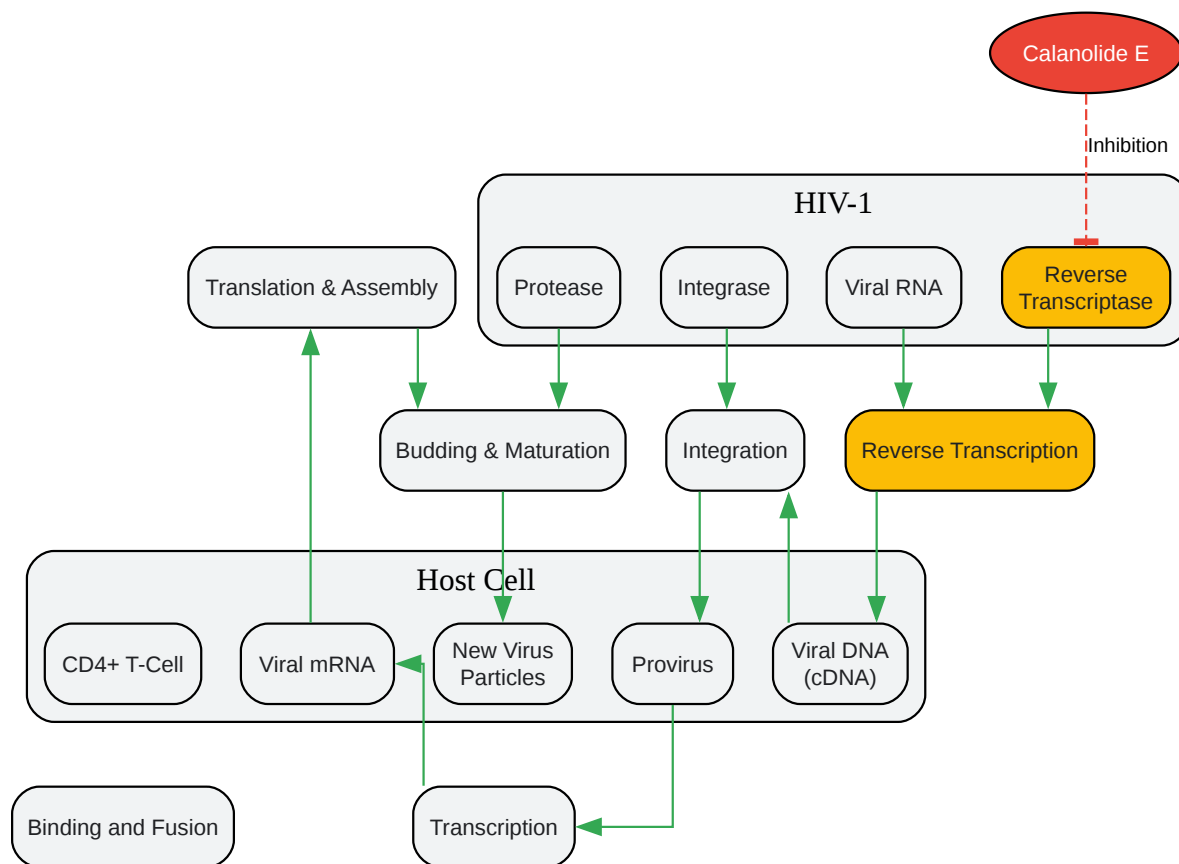 Calanolide E
Inhibition
HIV-1
Translation & Assembly
Protease
Integrase
Viral RNA
Reverse
Transcriptase
Budding & Maturation
Integration
Reverse Transcription
Host Cell
CD4+ T-Cell
Viral mRNA
New Virus
Particles
Provirus
Viral DNA
(cDNA)
Binding and Fusion
Transcription